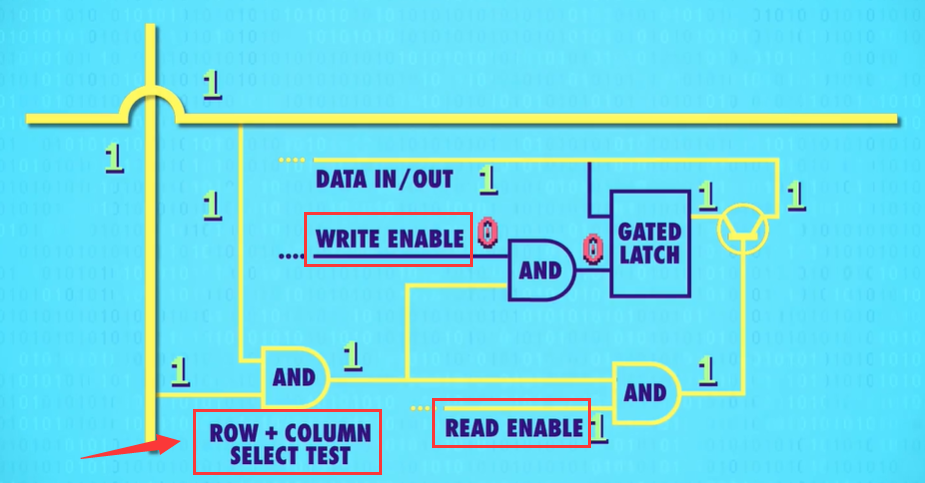 1
1
DATA IN/OUT 1
1 1
1
WRITE ENABLE 0
0
GATED
LATCH
AND
1
1
AND
1
AND
READ ENABLE 1
ROW + COLUMN
SELECT TEST